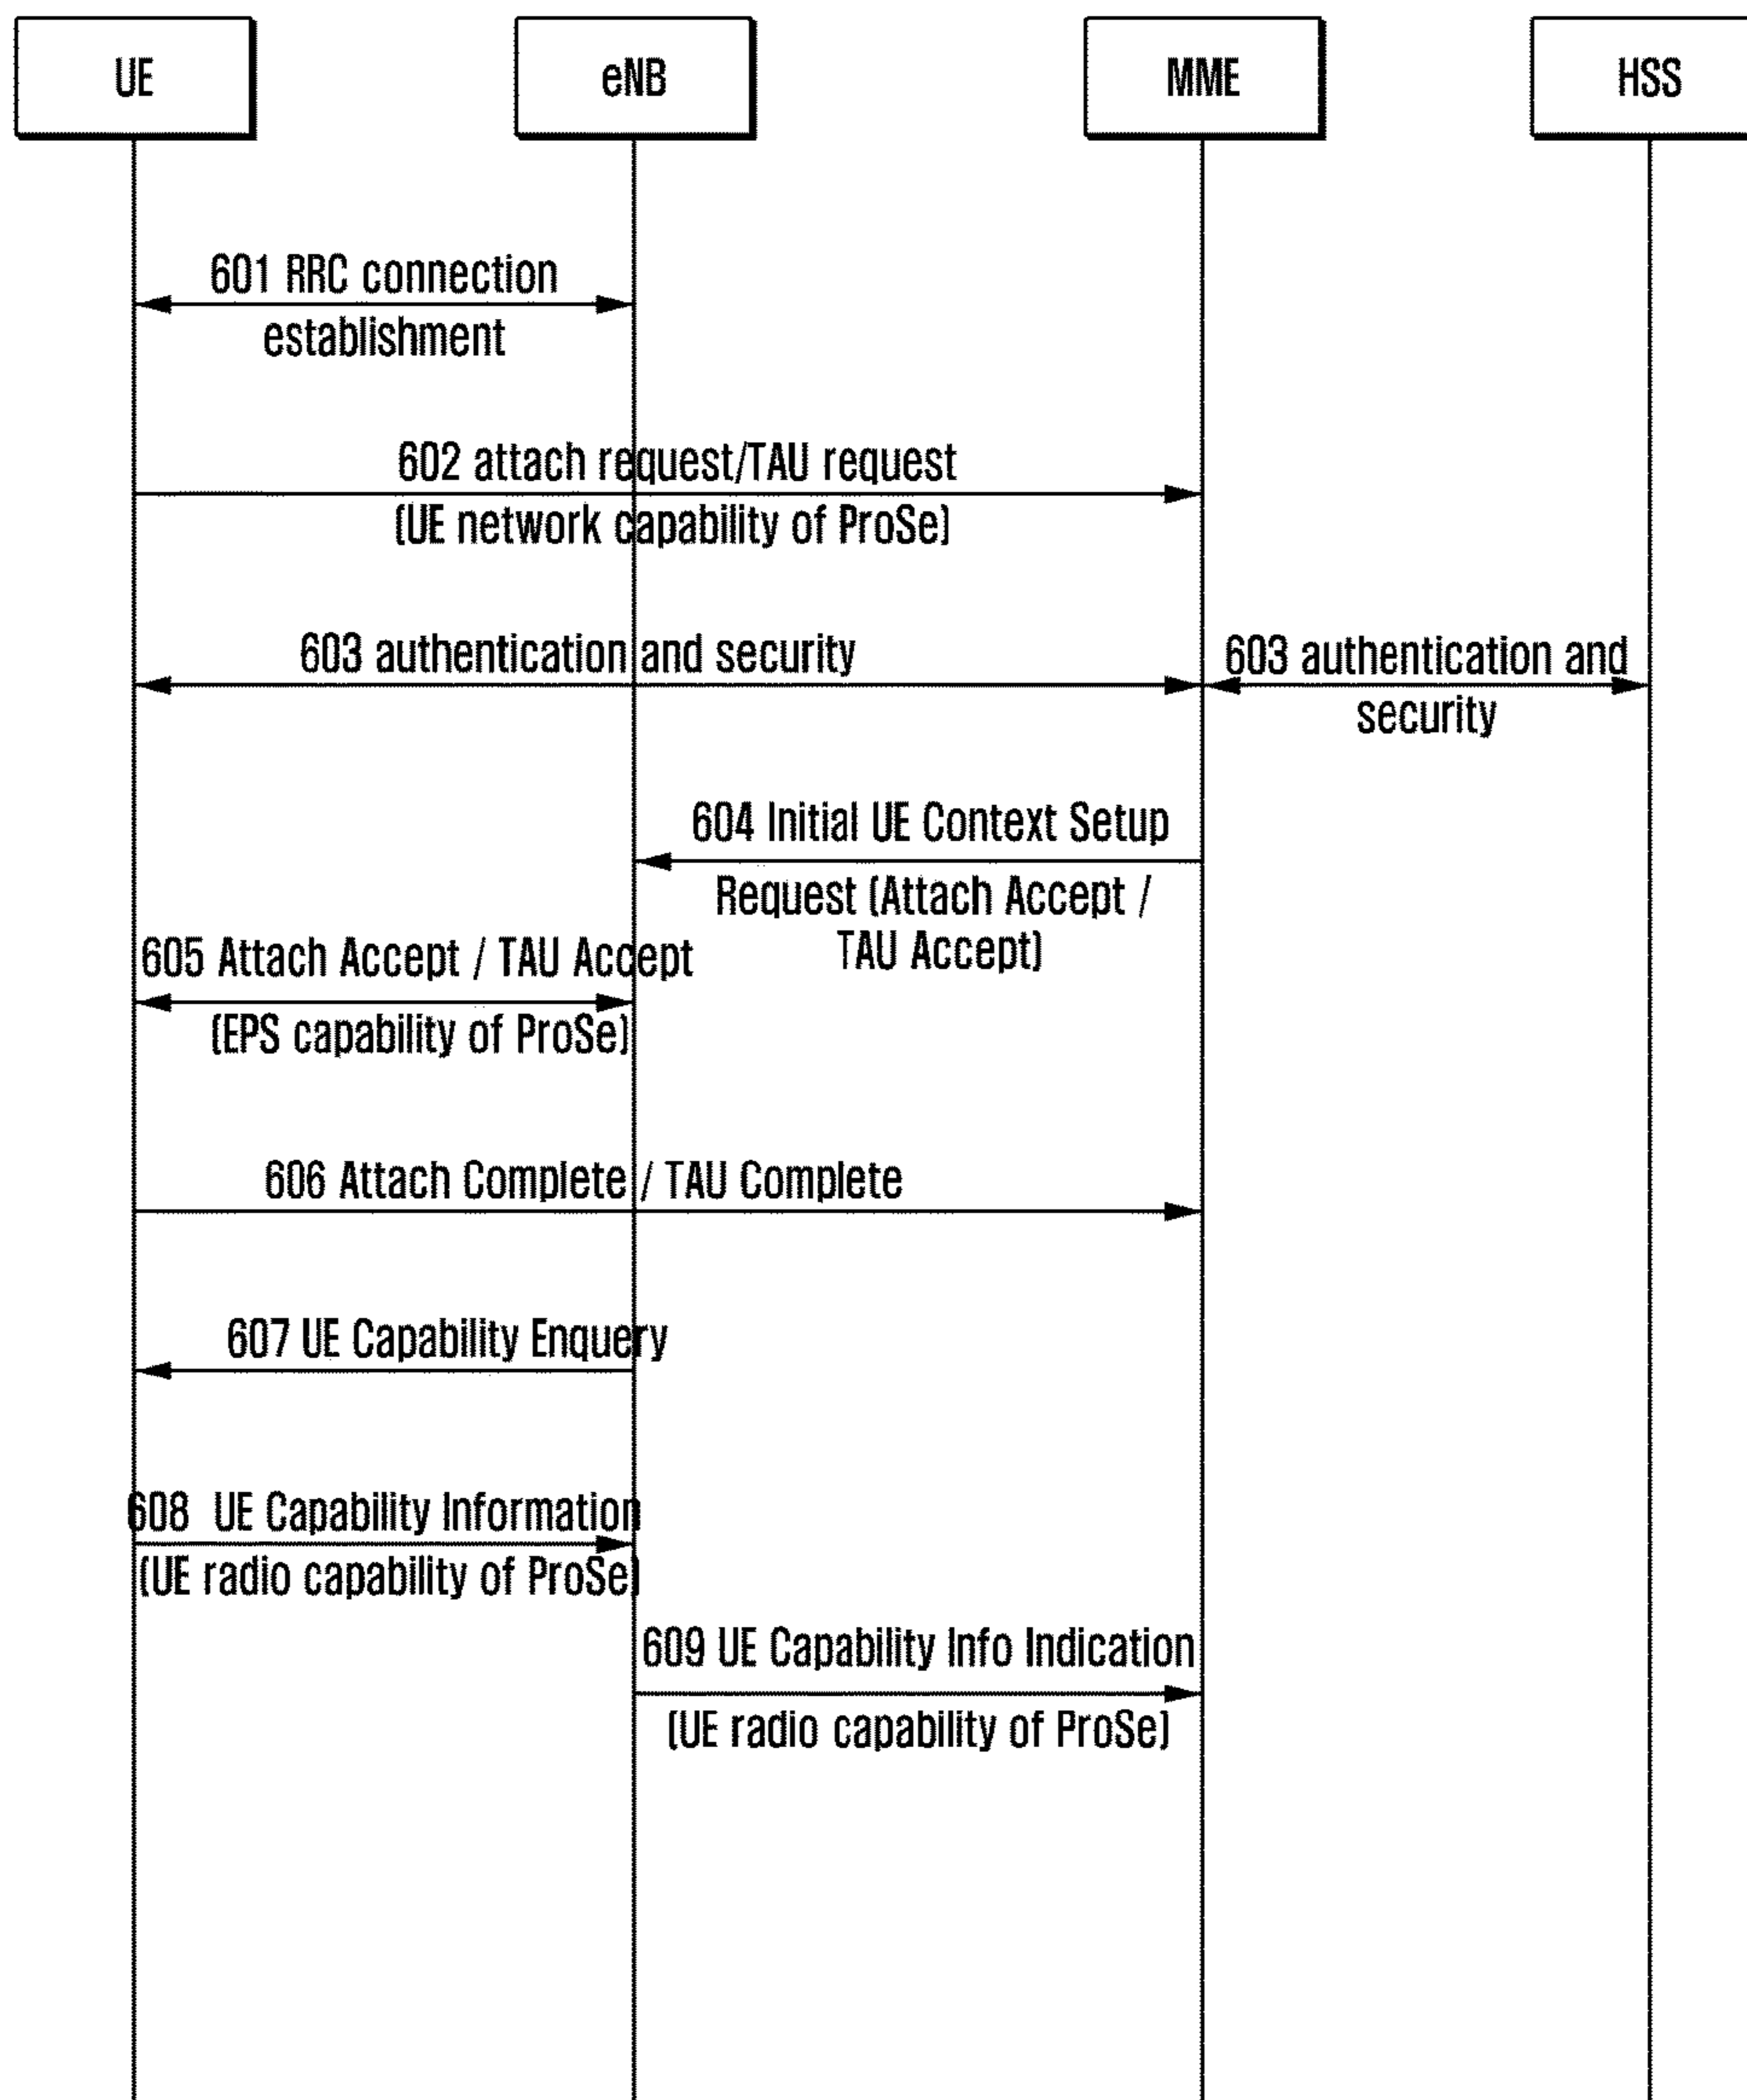 UE
eNB
MME
HSS
601 RRC connection
establishment
602 attach request/TAU request
(UE network capability of ProSe)
603 authentication and security
603 authentication and
security
604 Initial UE Context Setup
Request (Attach Accept /
TAU Accept)
605 Attach Accept / TAU Accept
(EPS capability of ProSe)
606 Attach Complete / TAU Complete
607 UE Capability Enquery
608 UE Capability Information
(UE radio capability of ProSe)
609 UE Capability Info Indication
(UE radio capability of ProSe)